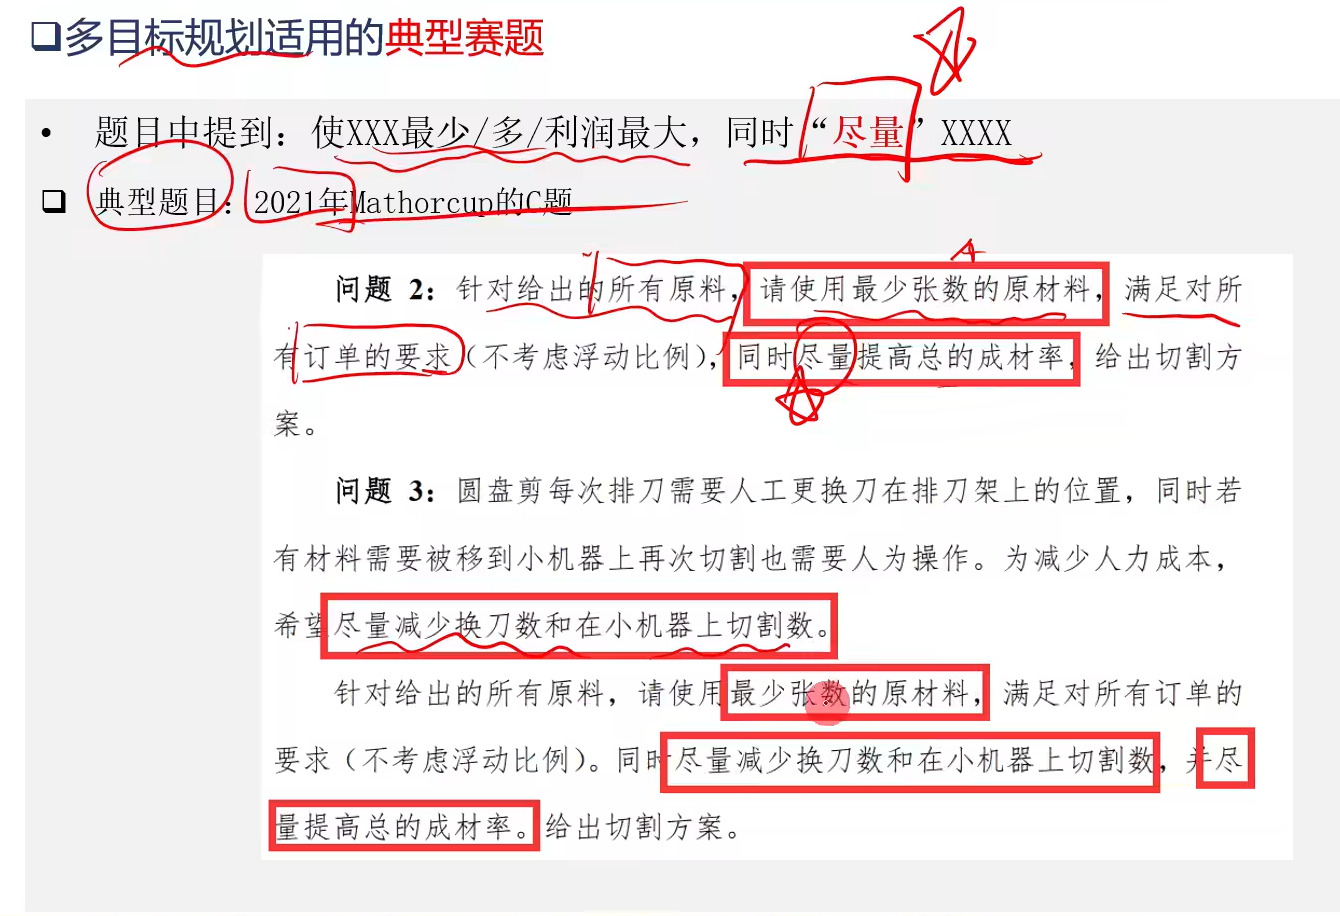 ❑多目标规划适用的典型赛题
• 题目中提到：使XXX最少/多/利润最大，同时“尽量”XXXX
❑ 典型题目：2021年Mathorcup的C题
问题 2：针对给出的所有原料，请使用最少张数的原材料，满足对所
有订单的要求（不考虑浮动比例），同时尽量提高总的成材率，给出切割方
案。
问题 3：圆盘剪每次排刀需要人工更换刀在排刀架上的位置，同时若
有材料需要被移到小机器上再次切割也需要人为操作。为减少人力成本，
希望尽量减少换刀数和在小机器上切割数。
针对给出的所有原料，请使用最少张数的原材料，满足对所有订单的
要求（不考虑浮动比例）。同时尽量减少换刀数和在小机器上切割数，并尽
量提高总的成材率。给出切割方案。